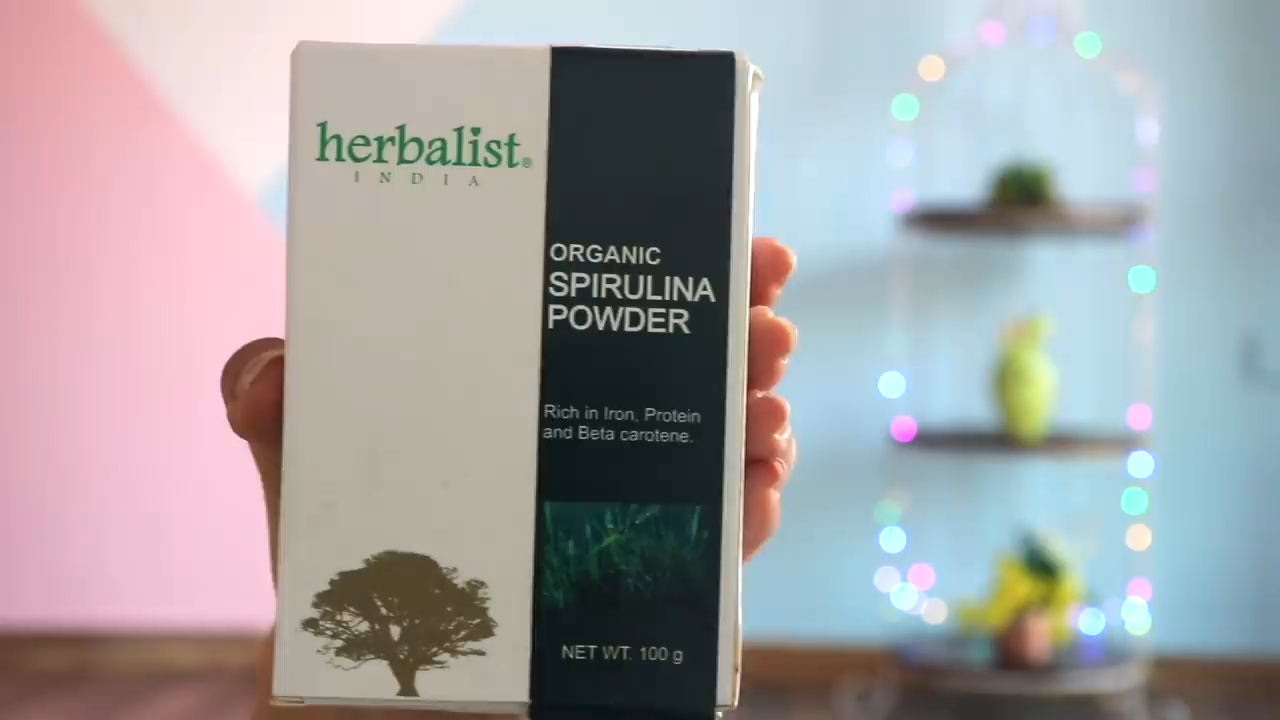 herbalist®
INDIA
ORGANIC
SPIRULINA
POWDER
Rich in Iron, Protein
and Beta carotene.
NET WT. 100 g